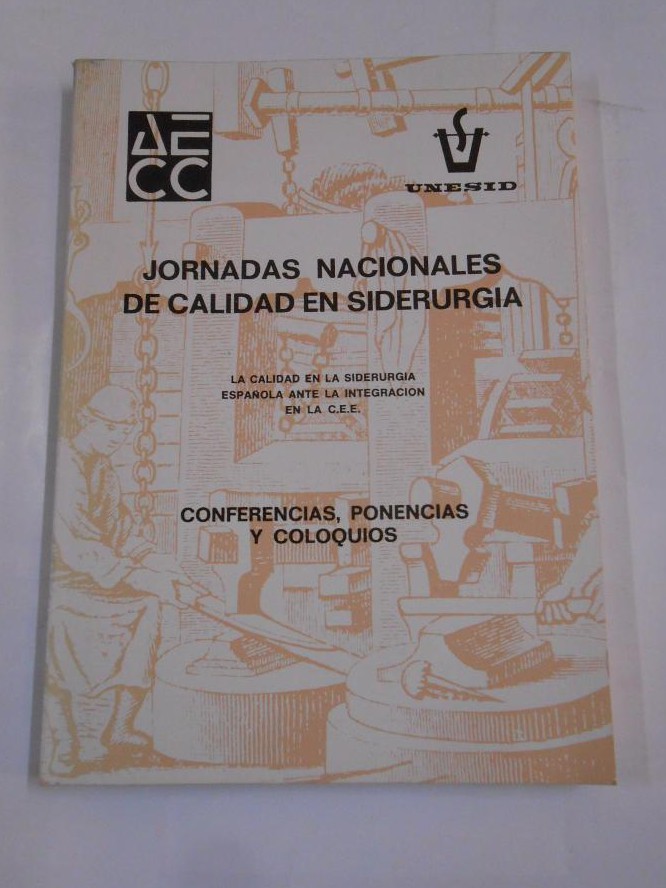 AE
CC
UNESID
JORNADAS NACIONALES
DE CALIDAD EN SIDERURGIA
LA CALIDAD EN LA SIDERURGIA
ESPAÑOLA ANTE LA INTEGRACION
EN LA C.E.E.
CONFERENCIAS, PONENCIAS
Y COLOQUIOS